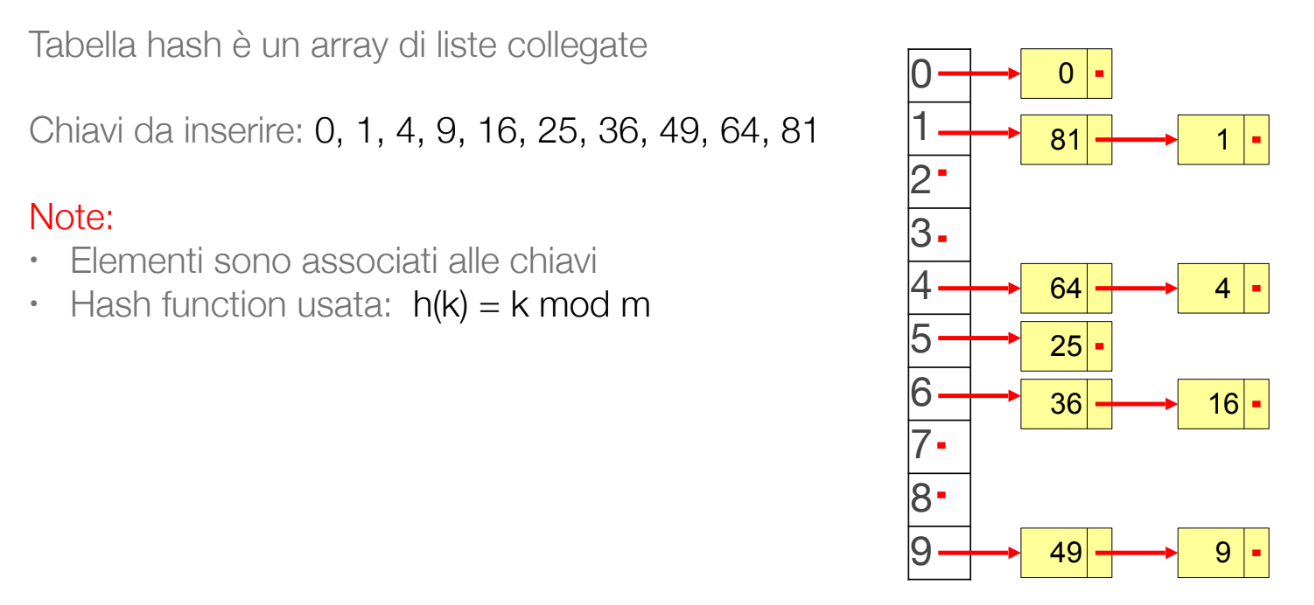 Tabella hash è un array di liste collegate
Chiavi da inserire: 0, 1, 4, 9, 16, 25, 36, 49, 64, 81
Note:
• Elementi sono associati alle chiavi
• Hash function usata: h(k) = k mod m
0 0
1 81 1
2
3
4 64 4
5 25
6 36 16
7
8
9 49 9